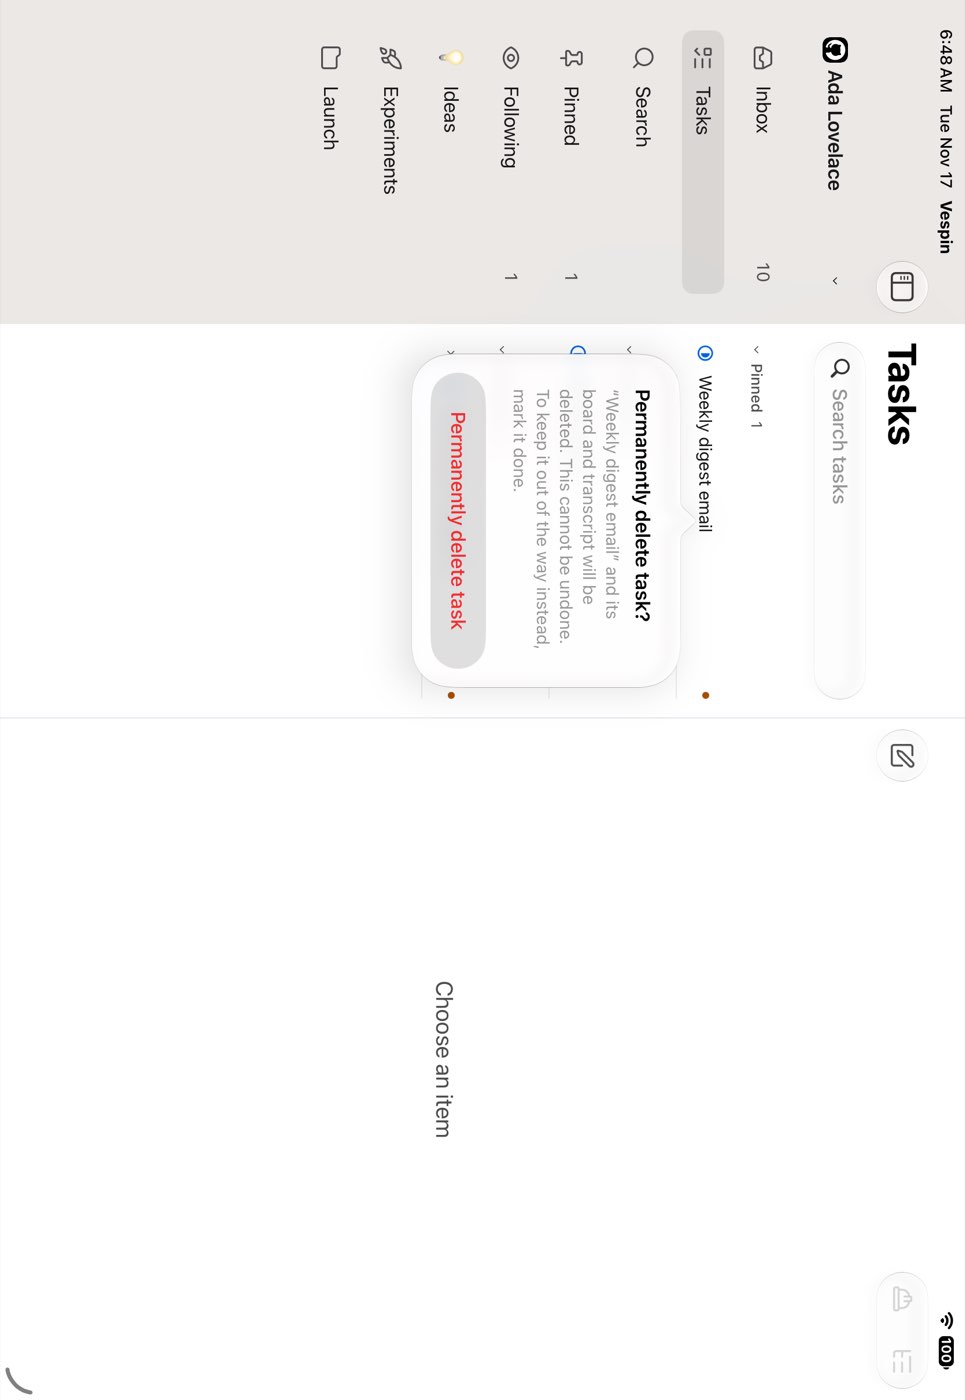 6:48 AM Tue Nov 17 Vespin
100
Ada Lovelace
Inbox 10
Tasks
Search
Pinned 1
Following 1
Ideas
Experiments
Launch
Tasks
Search tasks
Pinned 1
Weekly digest email
Permanently delete task?
“Weekly digest email” and its
board and transcript will be
deleted. This cannot be undone.
To keep it out of the way instead,
mark it done.
Permanently delete task
Choose an item